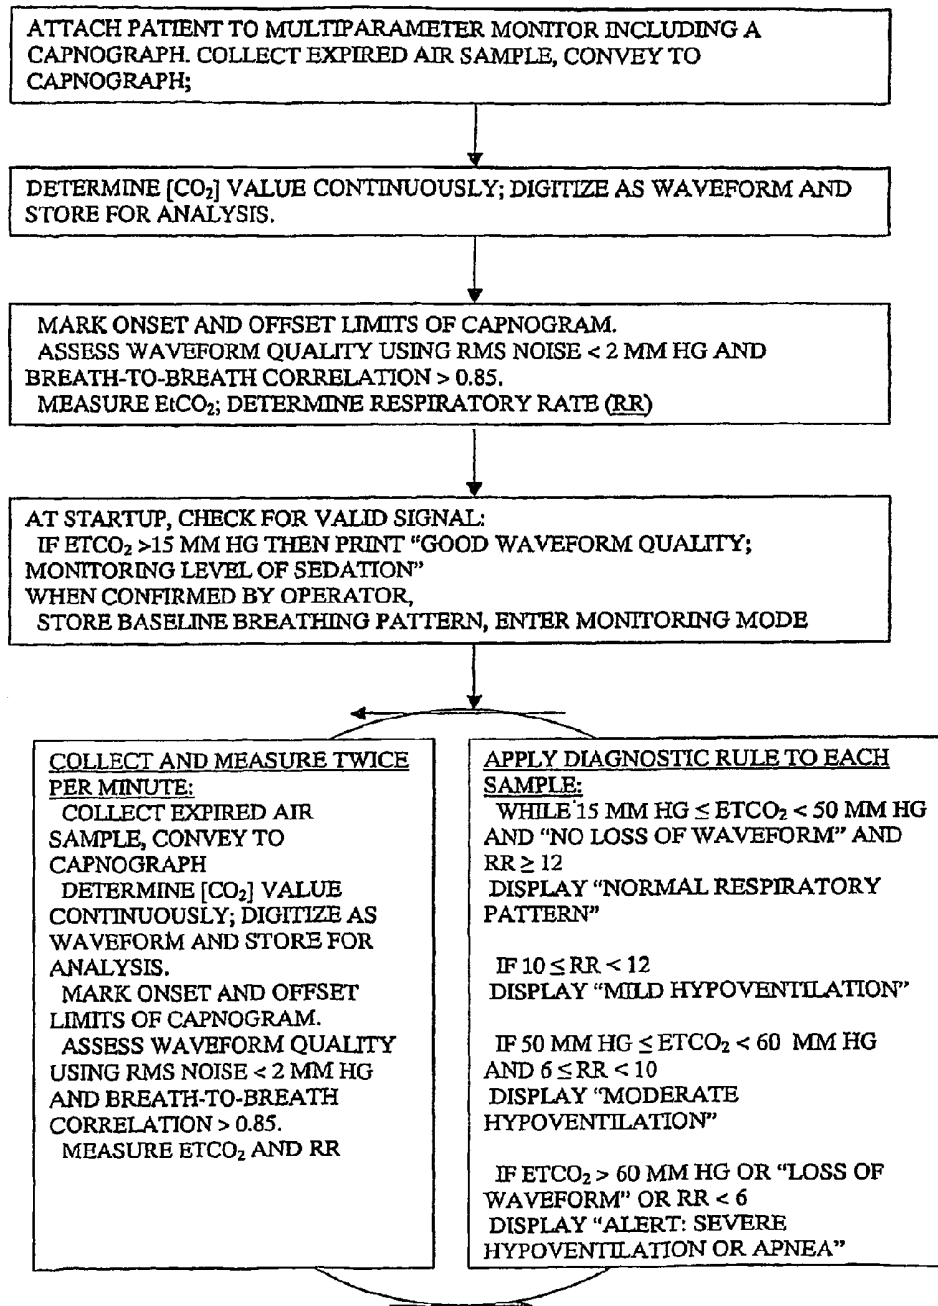 ATTACH PATIENT TO MULTIPARAMETER MONITOR INCLUDING A
CAPNOGRAPH. COLLECT EXPIRED AIR SAMPLE, CONVEY TO
CAPNOGRAPH;
DETERMINE [CO₂] VALUE CONTINUOUSLY; DIGITIZE AS WAVEFORM AND
STORE FOR ANALYSIS.
MARK ONSET AND OFFSET LIMITS OF CAPNOGRAM.
ASSESS WAVEFORM QUALITY USING RMS NOISE < 2 MM HG AND
BREATH-TO-BREATH CORRELATION > 0.85.
MEASURE EtCO₂; DETERMINE RESPIRATORY RATE (RR)
AT STARTUP, CHECK FOR VALID SIGNAL:
IF ETCO₂ >15 MM HG THEN PRINT "GOOD WAVEFORM QUALITY;
MONITORING LEVEL OF SEDATION"
WHEN CONFIRMED BY OPERATOR,
STORE BASELINE BREATHING PATTERN, ENTER MONITORING MODE
COLLECT AND MEASURE TWICE
PER MINUTE:
COLLECT EXPIRED AIR
SAMPLE, CONVEY TO
CAPNOGRAPH
DETERMINE [CO₂] VALUE
CONTINUOUSLY; DIGITIZE AS
WAVEFORM AND STORE FOR
ANALYSIS.
MARK ONSET AND OFFSET
LIMITS OF CAPNOGRAM.
ASSESS WAVEFORM QUALITY
USING RMS NOISE < 2 MM HG
AND BREATH-TO-BREATH
CORRELATION > 0.85.
MEASURE ETCO₂ AND RR
APPLY DIAGNOSTIC RULE TO EACH
SAMPLE:
WHILE 15 MM HG ≤ ETCO₂ < 50 MM HG
AND "NO LOSS OF WAVEFORM" AND
RR ≥ 12
DISPLAY "NORMAL RESPIRATORY
PATTERN"
IF 10 ≤ RR < 12
DISPLAY "MILD HYPOVENTILATION"
IF 50 MM HG ≤ ETCO₂ < 60 MM HG
AND 6 ≤ RR < 10
DISPLAY "MODERATE
HYPOVENTILATION"
IF ETCO₂ > 60 MM HG OR "LOSS OF
WAVEFORM" OR RR < 6
DISPLAY "ALERT: SEVERE
HYPOVENTILATION OR APNEA"